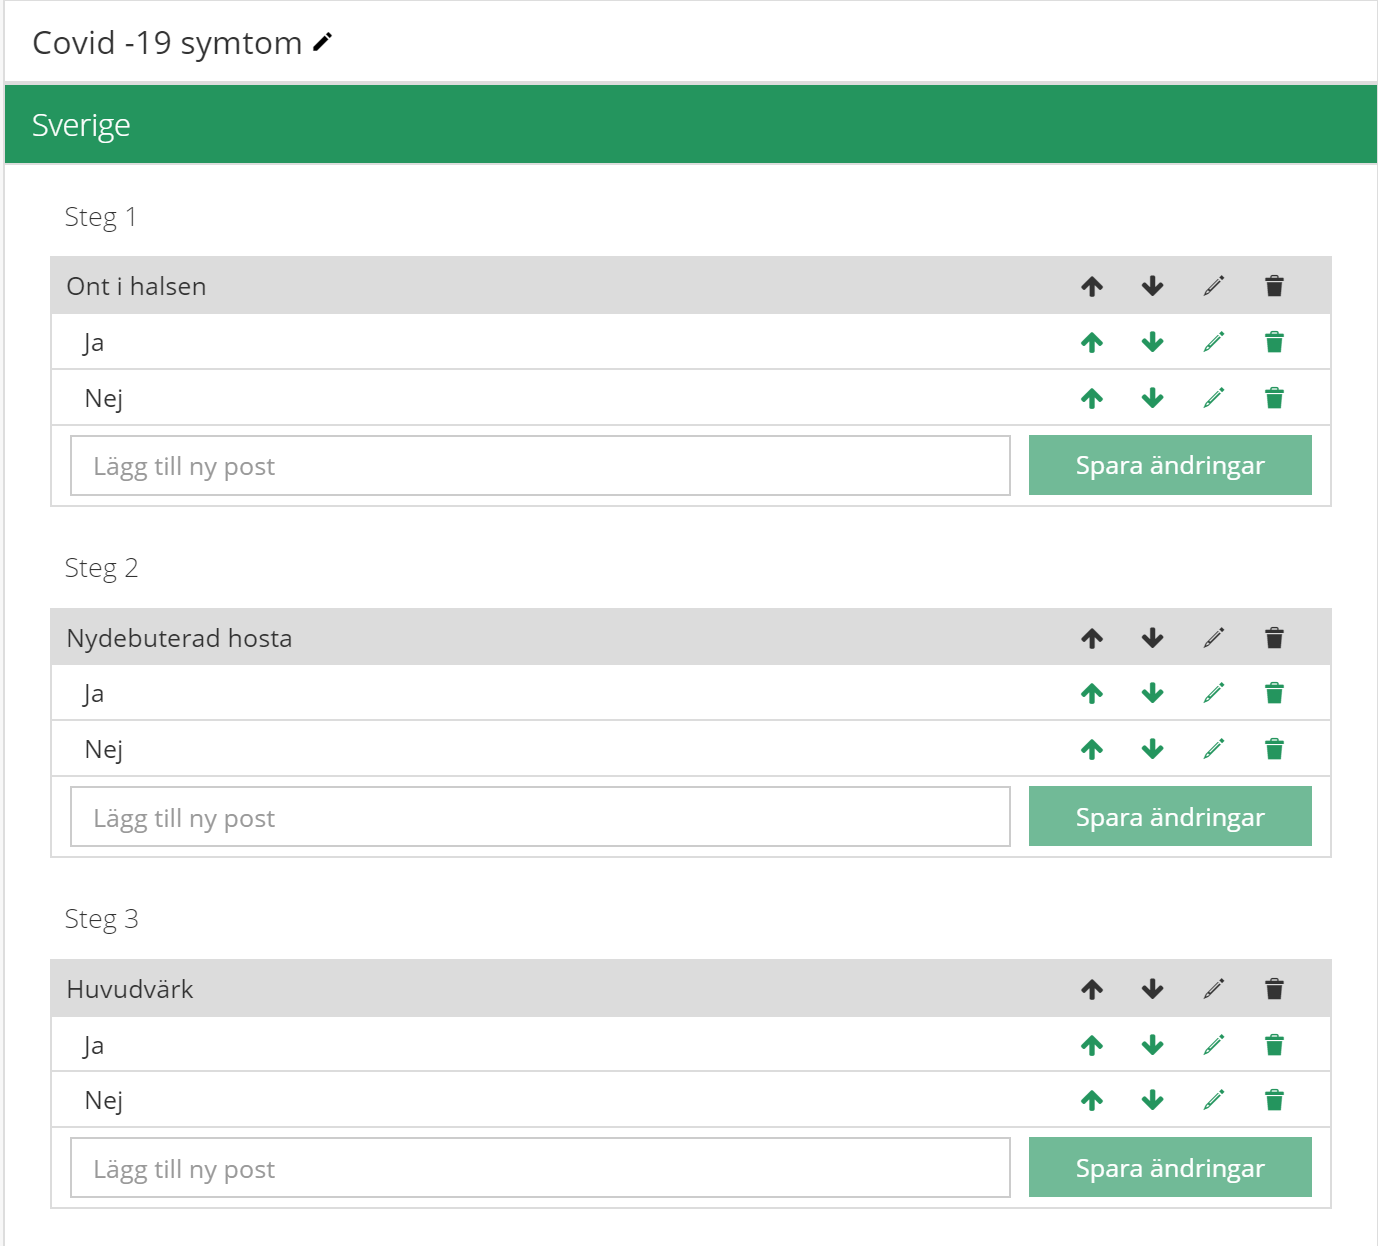 Covid -19 symtom
Sverige
Steg 1
Ont i halsen
Ja
Nej
Lägg till ny post
Spara ändringar
Steg 2
Nydebuterad hosta
Ja
Nej
Lägg till ny post
Spara ändringar
Steg 3
Huvudvärk
Ja
Nej
Lägg till ny post
Spara ändringar